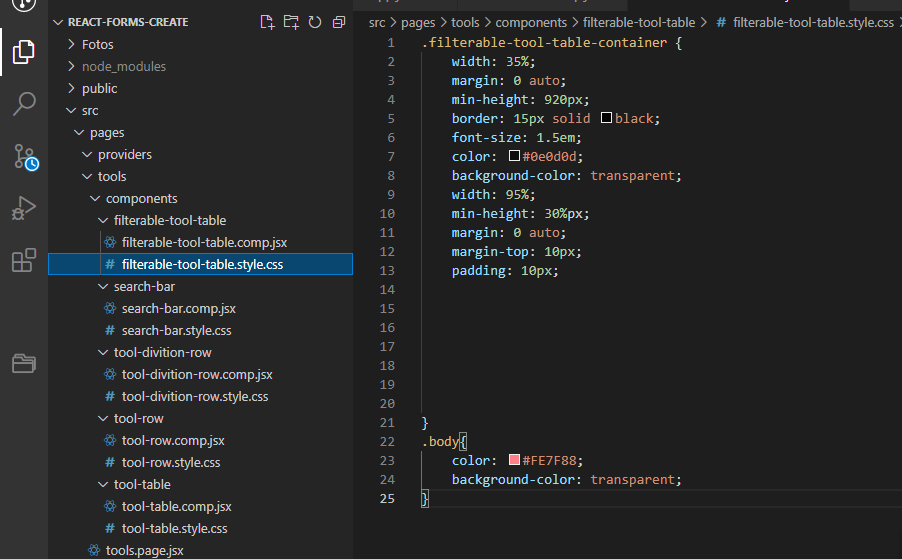 REACT-FORMS-CREATE
Fotos
node_modules
public
src
pages
providers
tools
components
filterable-tool-table
filterable-tool-table.comp.jsx
# filterable-tool-table.style.css
search-bar
search-bar.comp.jsx
# search-bar.style.css
tool-divition-row
tool-divition-row.comp.jsx
# tool-divition-row.style.css
tool-row
tool-row.comp.jsx
# tool-row.style.css
tool-table
tool-table.comp.jsx
# tool-table.style.css
tools.page.jsx
src > pages > tools > components > filterable-tool-table > # filterable-tool-table.style.css >
1 .filterable-tool-table-container {
2 width: 35%;
3 margin: 0 auto;
4 min-height: 920px;
5 border: 15px solid black;
6 font-size: 1.5em;
7 color: #0e0d0d;
8 background-color: transparent;
9 width: 95%;
10 min-height: 30%px;
11 margin: 0 auto;
12 margin-top: 10px;
13 padding: 10px;
14
15
16
17
18
19
20
21 }
22 .body{
23 color: #FE7F88;
24 background-color: transparent;
25 }